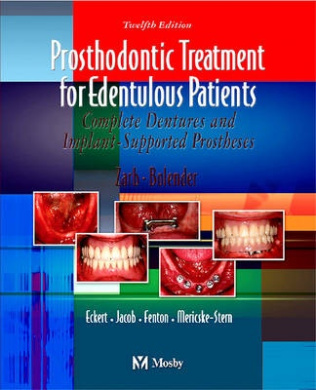 Twelfth Edition
Prosthodontic Treatment
for Edentulous Patients
Complete Dentures and
Implant-Supported Prostheses
Zarb · Bolender
Eckert · Jacob · Fenton · Mericske-Stern
M Mosby